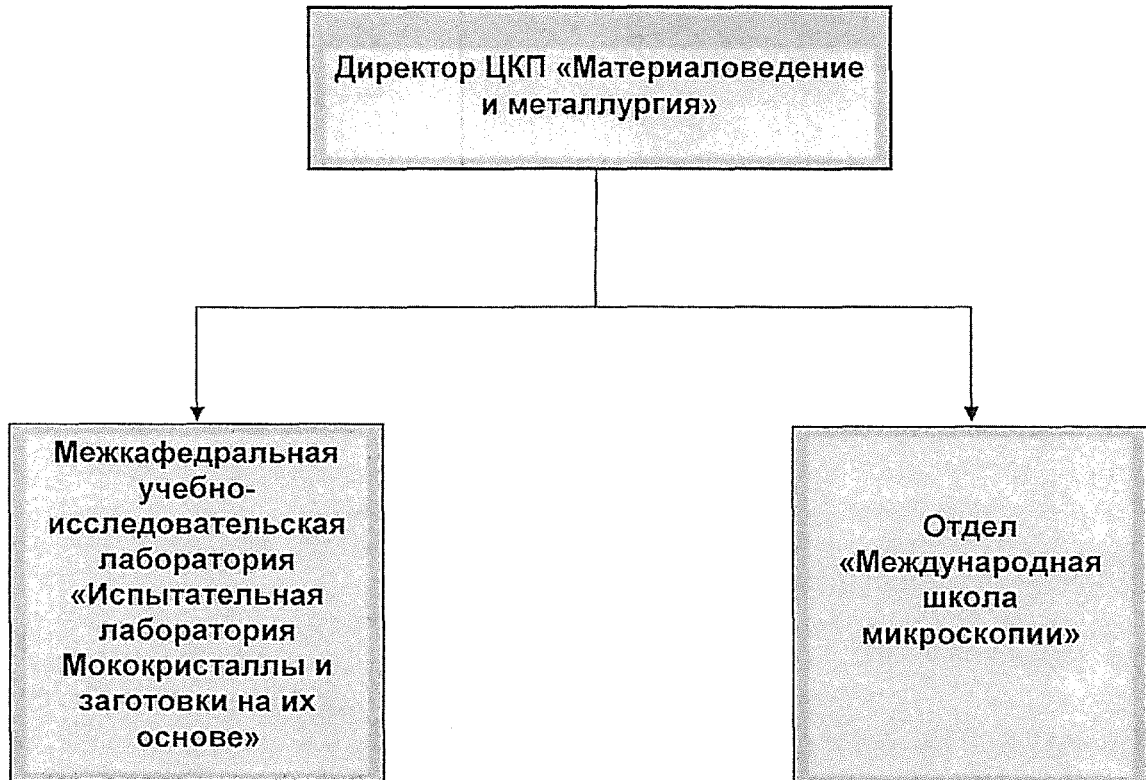 Директор ЦКП «Материаловедение
и металлургия»
Межкафедральная
учебно-
исследовательская
лаборатория
«Испытательная
лаборатория
Мококристаллы и
заготовки на их
основе»
Отдел
«Международная
школа
микроскопии»